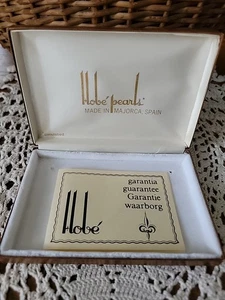 Hobé pearls
MADE IN MAJORCA, SPAIN
Hobé
garantia
guarantee
Garantie
waarborg